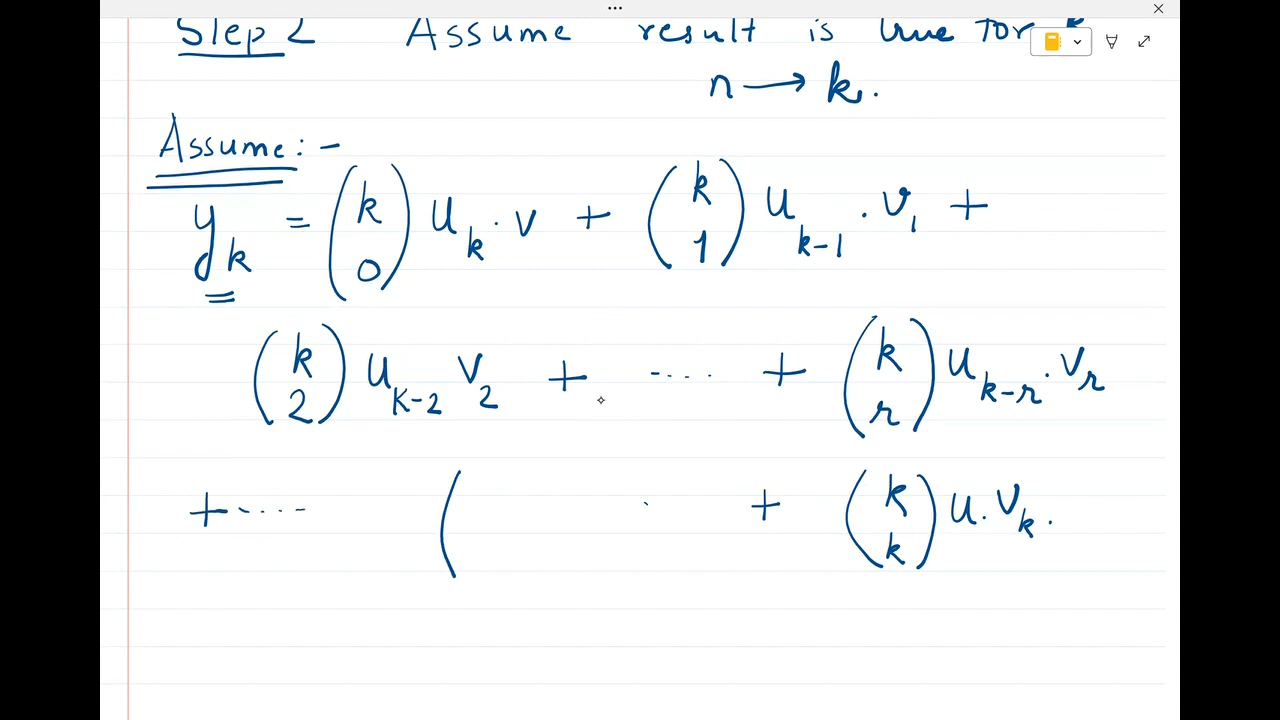 Step 2 Assume result is true for
n → k.
Assume:-
y_k = (k 0) u_k · v + (k 1) u_{k-1} · v_1 +
(k 2) u_{k-2} v_2 + .... + (k r) u_{k-r} · v_r
+ .... ( + (k k) u · v_k .